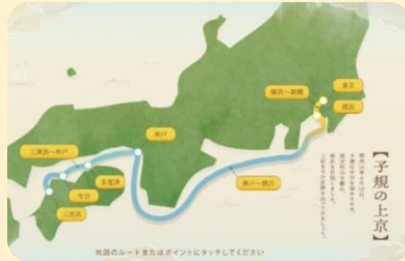 【子規の上京】
東京
横浜〜新橋
横浜
神戸
三津浜〜神戸
多度津
今治
三津浜
神戸〜横浜
地図のルートまたはポイントにタッチしてください